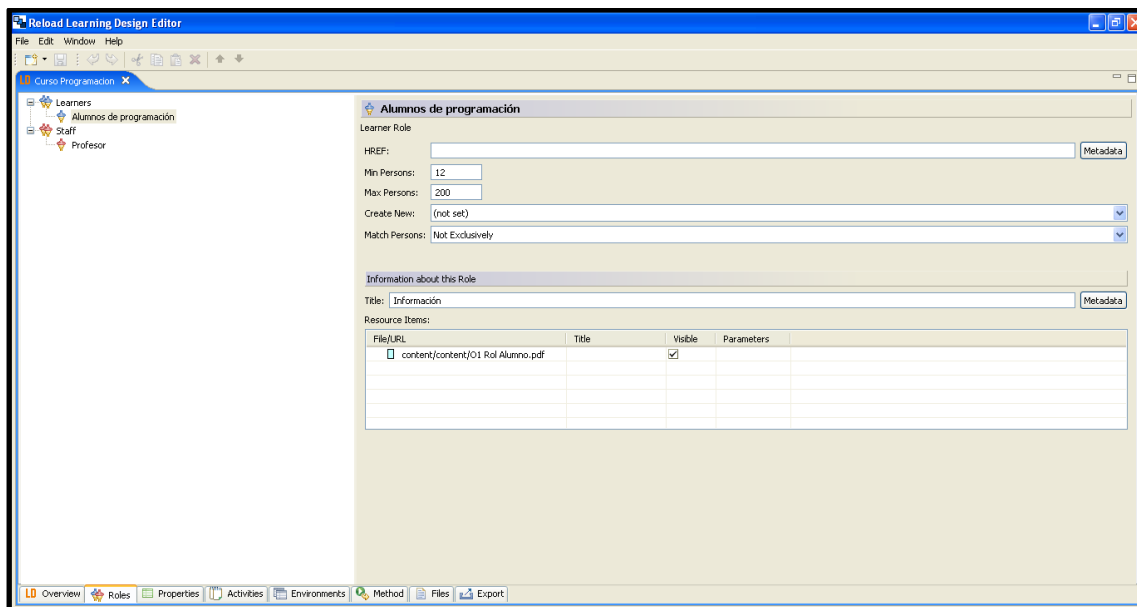 Reload Learning Design Editor
File Edit Window Help
LD Curso Programacion
Learners
Alumnos de programación
Staff
Profesor
Alumnos de programación
Learner Role
HREF: Metadata
Min Persons: 12
Max Persons: 200
Create New: (not set)
Match Persons: Not Exclusively
Information about this Role
Title: Información Metadata
Resource Items:
File/URL Title Visible Parameters
content/content/O1 Rol Alumno.pdf
LD Overview Roles Properties Activities Environments Method Files Export